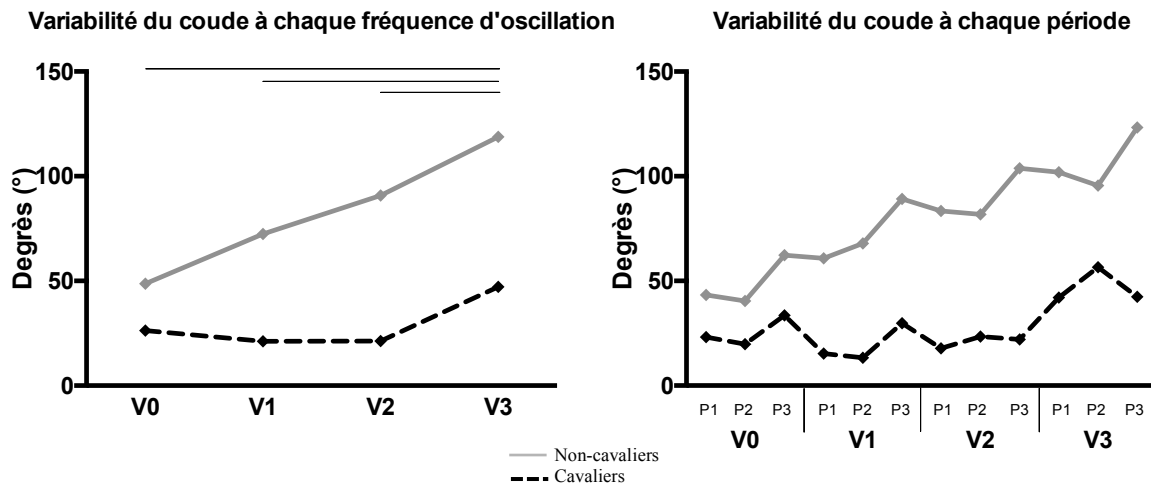 Variabilité du coude à chaque fréquence d'oscillation
Variabilité du coude à chaque période
150
100
50
0
Degrès (°)
V0 V1 V2 V3
150
100
50
0
Degrès (°)
P1 P2 P3 P1 P2 P3 P1 P2 P3 P1 P2 P3
V0 V1 V2 V3
Non-cavaliers
Cavaliers